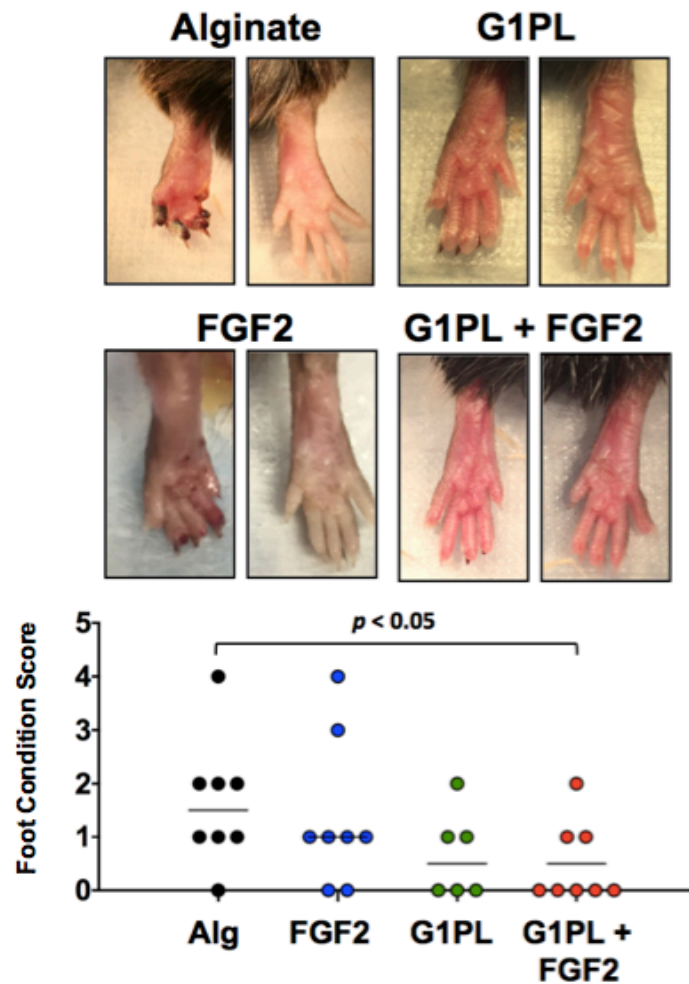 Alginate G1PL
FGF2 G1PL + FGF2
p < 0.05
Foot Condition Score
5
4
3
2
1
0
Alg FGF2 G1PL G1PL +
FGF2